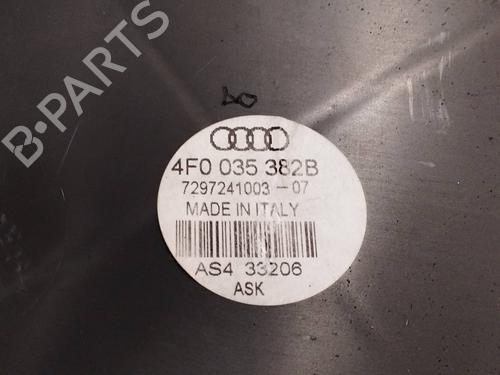 B·PARTS
4F0 035 382B
7297241003-07
MADE IN ITALY
AS4 33206
ASK